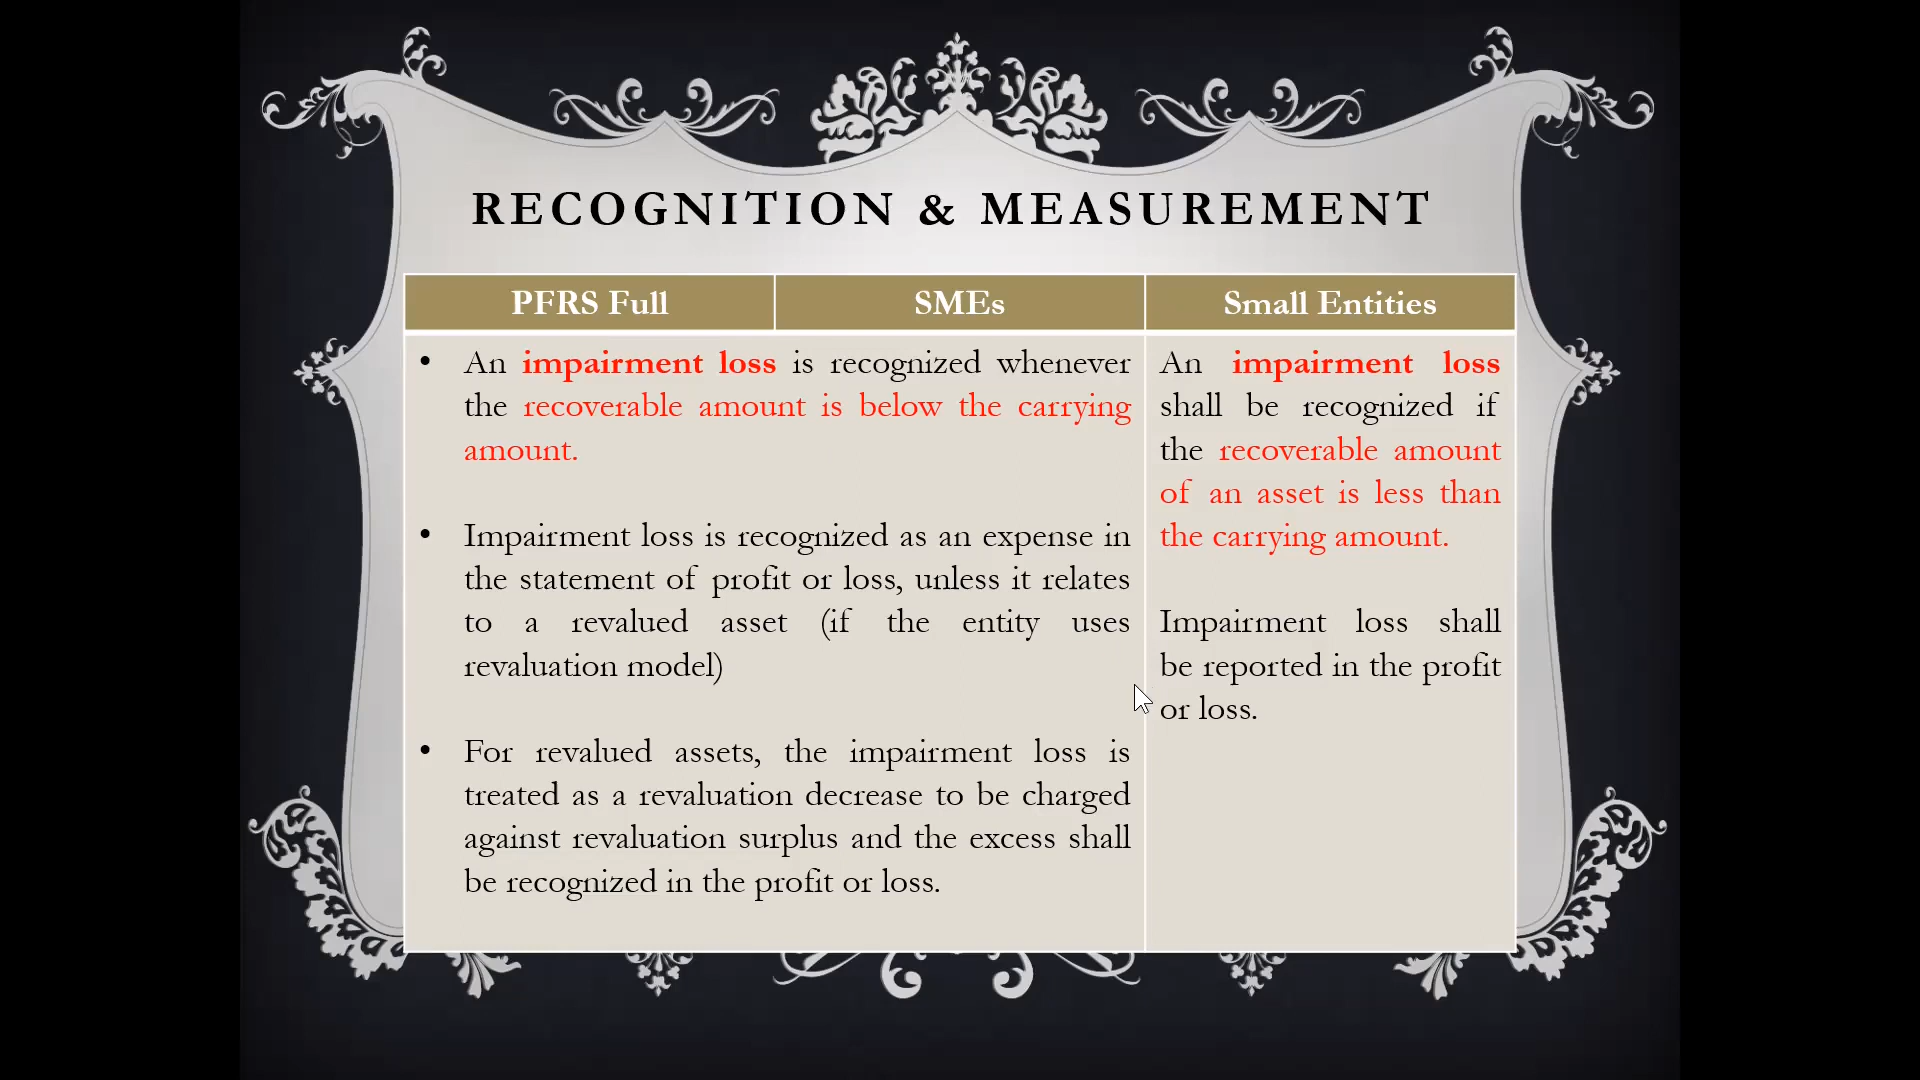 RECOGNITION & MEASUREMENT
PFRS Full
SMEs
Small Entities
• An impairment loss is recognized whenever
the recoverable amount is below the carrying
amount.
• Impairment loss is recognized as an expense in
the statement of profit or loss, unless it relates
to a revalued asset (if the entity uses
revaluation model)
• For revalued assets, the impairment loss is
treated as a revaluation decrease to be charged
against revaluation surplus and the excess shall
be recognized in the profit or loss.
An impairment loss
shall be recognized if
the recoverable amount
of an asset is less than
the carrying amount.
Impairment loss shall
be reported in the profit
or loss.